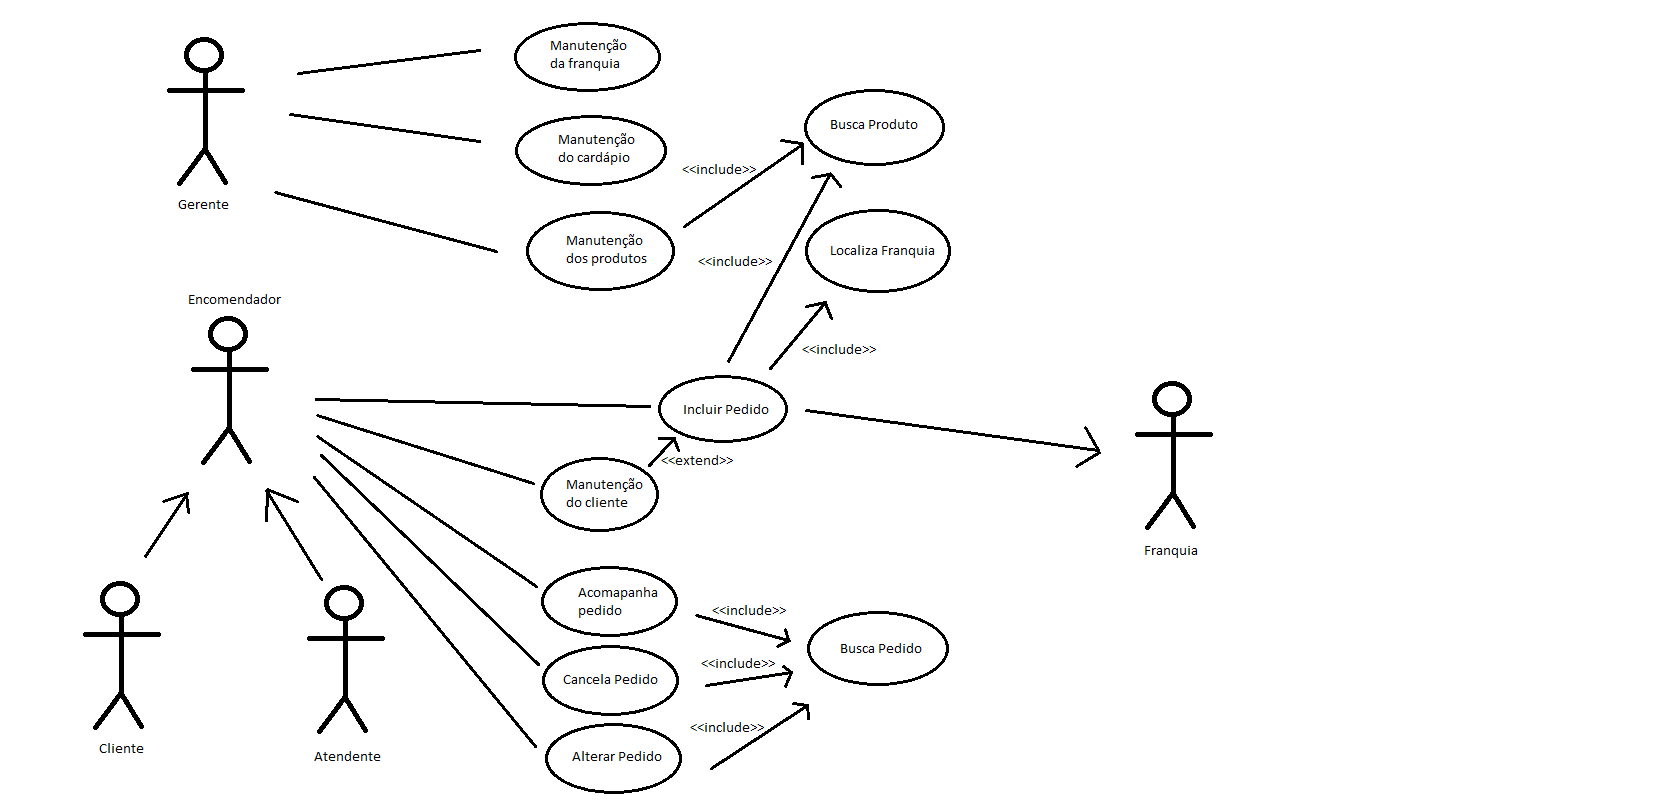 Manutenção
da franquia
Busca Produto
Manutenção
do cardápio
<<include>>
Gerente
Manutenção
dos produtos
<<include>>
Localiza Franquia
Encomendador
<<include>>
Incluir Pedido
<<extend>>
Manutenção
do cliente
Franquia
Acomapanha
pedido
<<include>>
Busca Pedido
<<include>>
Cancela Pedido
<<include>>
Alterar Pedido
Cliente
Atendente